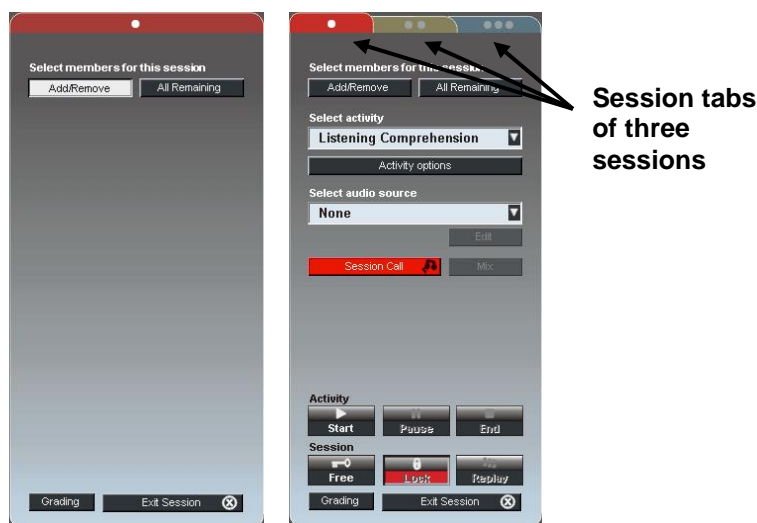 Select members for this session
Add/Remove All Remaining
Grading Exit Session
Select members for this session
Add/Remove All Remaining
Select activity
Listening Comprehension
Activity options
Select audio source
None
Edit
Session Call Mix
Activity
Start Pause End
Session
Free Lock Replay
Grading Exit Session
Session tabs
of three
sessions